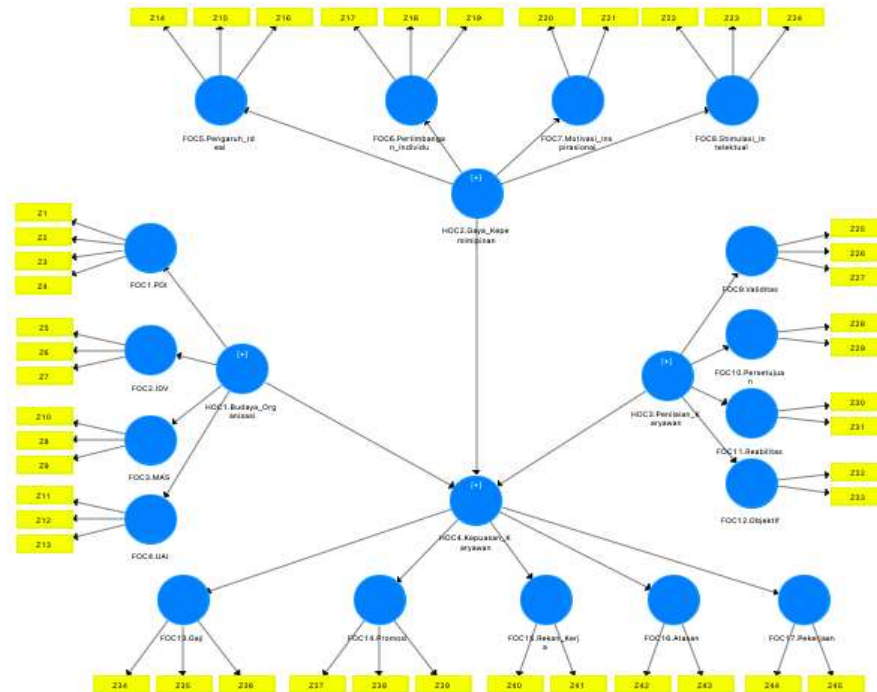 Z14 Z15 Z16 Z17 Z18 Z19 Z20 Z21 Z22 Z23 Z24
FOC5.Pengaruh_Id
eal
FOC6.Pertimbanga
n_Individu
FOC7.Motivasi_Ins
pirasional
FOC8.Stimulasi_In
telektual
[+]
HOC2.Gaya_Kepe
mimipinan
Z1
Z2
Z3
Z4
FOC1.PDI
Z5
Z6
Z7
FOC2.IDV
Z10
Z8
Z9
FOC3.MAS
Z11
Z12
Z13
FOC4.UAI
[+]
HOC1.Budaya_Org
anisasi
Z25
Z26
Z27
FOC9.Validitas
Z28
Z29
FOC10.Persetujua
n
Z30
Z31
FOC11.Reabilitas
Z32
Z33
FOC12.Objektif
[+]
HOC3.Penilaian_K
aryawan
[+]
HOC4.Kepuasan_K
aryawan
FOC13.Gaji
FOC14.Promosi
FOC15.Rekan_Kerj
a
FOC16.Atasan
FOC17.Pekerjaan
Z34 Z35 Z36 Z37 Z38 Z39 Z40 Z41 Z42 Z43 Z44 Z45